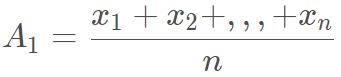 A_1 = \frac{x_1 + x_2 + , , , + x_n}{n}